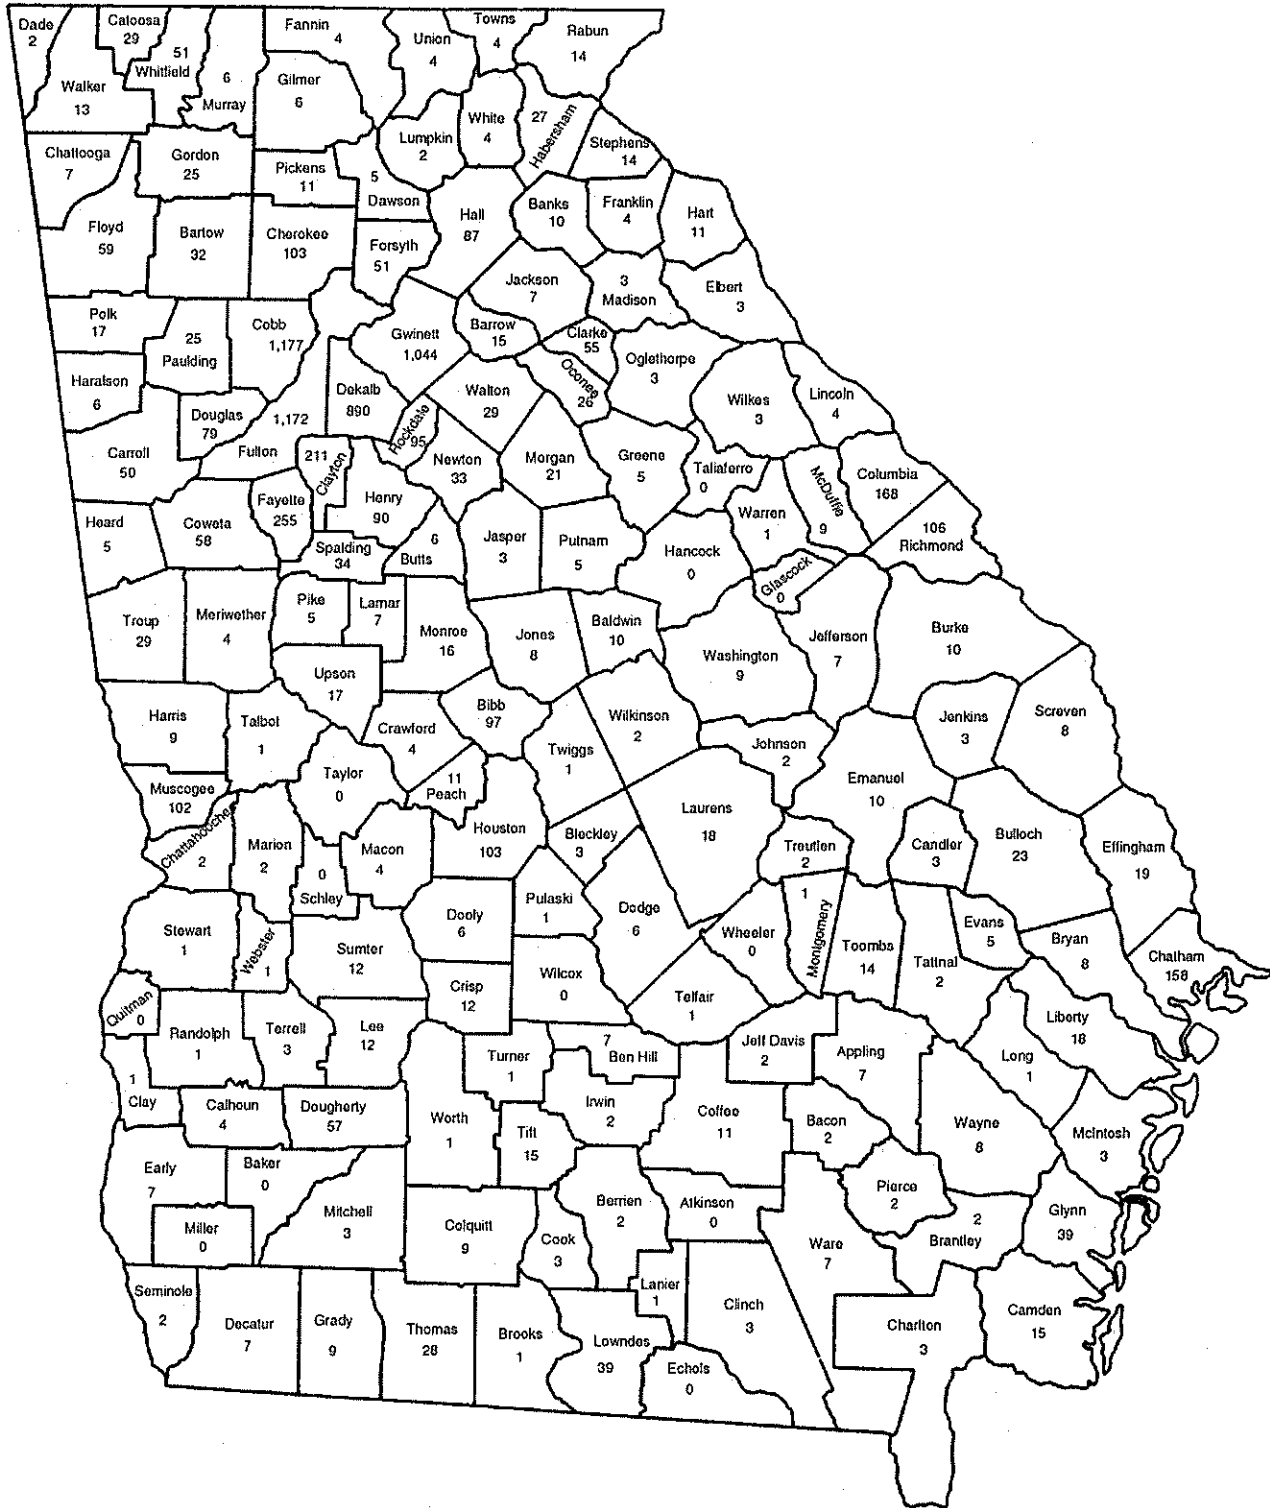 Dade
2
Catoosa
29
51
Whitfield
6
Murray
Fannin 4
Union
4
Towns
4
Rabun
14
Walker
13
Gilmer
6
Lumpkin
2
White
4
27
Habersham
Stephens
14
Chattooga
7
Gordon
25
Pickens
11
5
Dawson
Hall
87
Banks
10
Franklin
4
Hart
11
Floyd
59
Bartow
32
Cherokee
103
Forsyth
51
Jackson
7
3
Madison
Elbert
3
Polk
17
25
Paulding
Cobb
1,177
Gwinett
1,044
Barrow
15
Clarke
55
Oconee
26
Oglethorpe
3
Haralson
6
Douglas
79
1,172
Fulton
Dekalb
890
Rockdale
95
Walton
29
Wilkes
3
Lincoln
4
Carroll
50
211
Clayton
Newton
33
Morgan
21
Greene
5
Taliaferro
0
McDuffie
9
Columbia
168
Heard
5
Coweta
58
Fayette
255
Henry
90
Spalding
34
6
Butts
Jasper
3
Putnam
5
Hancock
0
Warren
1
Glascock
0
106
Richmond
Troup
29
Meriwether
4
Pike
5
Lamar
7
Monroe
16
Jones
8
Baldwin
10
Washington
9
Jefferson
7
Burke
10
Upson
17
Harris
9
Talbot
1
Crawford
4
Bibb
97
Twiggs
1
Wilkinson
2
Johnson
2
Jenkins
3
Screven
8
Muscogee
102
Taylor
0
11
Peach
Emanuel
10
Chattahoochee
2
Marion
2
0
Schley
Macon
4
Houston
103
Bleckley
3
Laurens
18
Treutlen
2
Candler
3
Bulloch
23
Effingham
19
Stewart
1
Webster
1
Sumter
12
Dooly
6
Pulaski
1
Dodge
6
Wheeler
0
1
Montgomery
Toombs
14
Tattnal
2
Evans
5
Bryan
8
Chatham
158
Quitman
0
Randolph
1
Terrell
3
Lee
12
Crisp
12
Wilcox
0
Telfair
1
Liberty
18
1
Clay
Calhoun
4
Dougherty
57
Worth
1
Turner
1
7
Ben Hill
Jeff Davis
2
Appling
7
Long
1
Irwin
2
Tift
15
Coffee
11
Bacon
2
Wayne
8
McIntosh
3
Early
7
Baker
0
Mitchell
3
Miller
0
Colquitt
9
Cook
3
Berrien
2
Atkinson
0
Pierce
2
2
Brantley
Glynn
39
Ware
7
Seminole
2
Decatur
7
Grady
9
Thomas
28
Brooks
1
Lowndes
39
Lanier
1
Clinch
3
Echols
0
Charlton
3
Camden
15